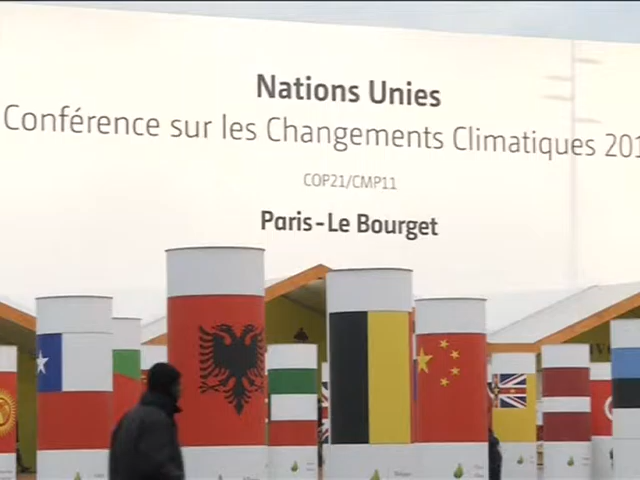 Nations Unies
Conférence sur les Changements Climatiques 201
COP21/CMP11
Paris-Le Bourget